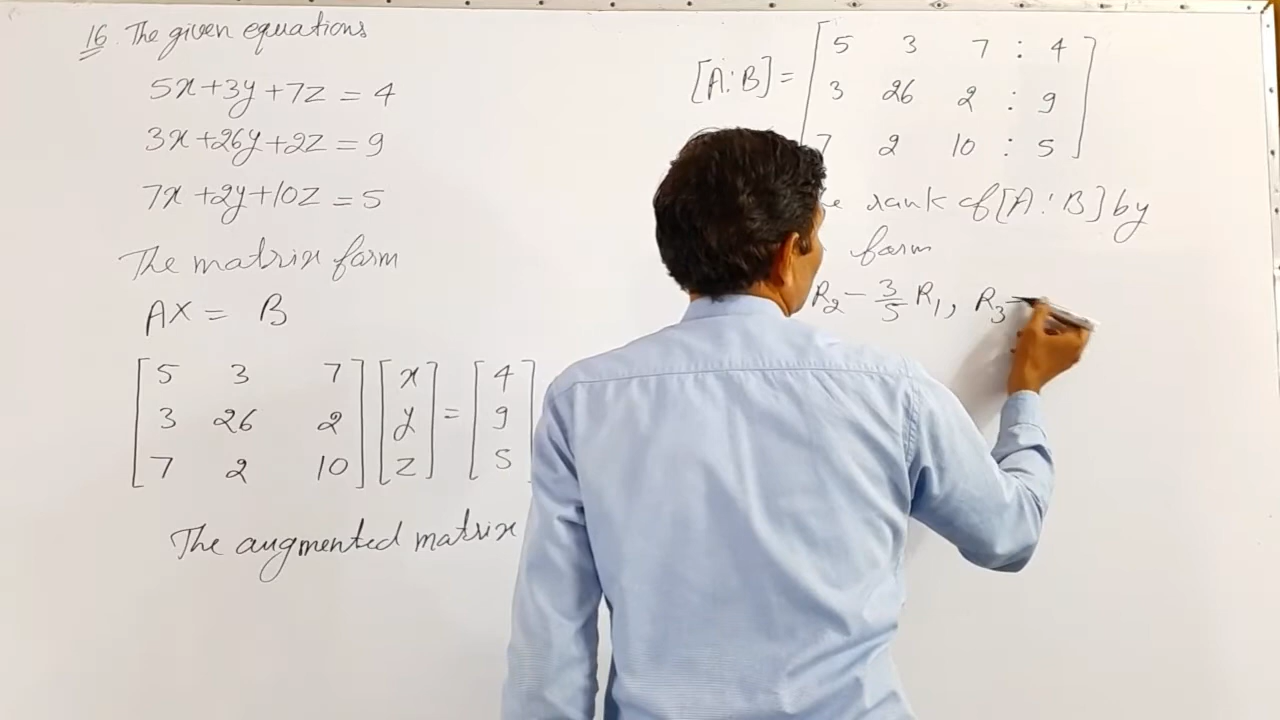 16. The given equations
5x+3y+7z = 4
3x+26y+2z = 9
7x+2y+10z = 5
The matrix form
AX = B
[5 3 7] [x] = [4]
[3 26 2] [y] [9]
[7 2 10] [z] [5]
The augmented matrix
[A:B] = [5 3 7 : 4]
[3 26 2 : 9]
[7 2 10 : 5]
rank of [A:B] by
form
R₂ − 3/5 R₁, R₃ −